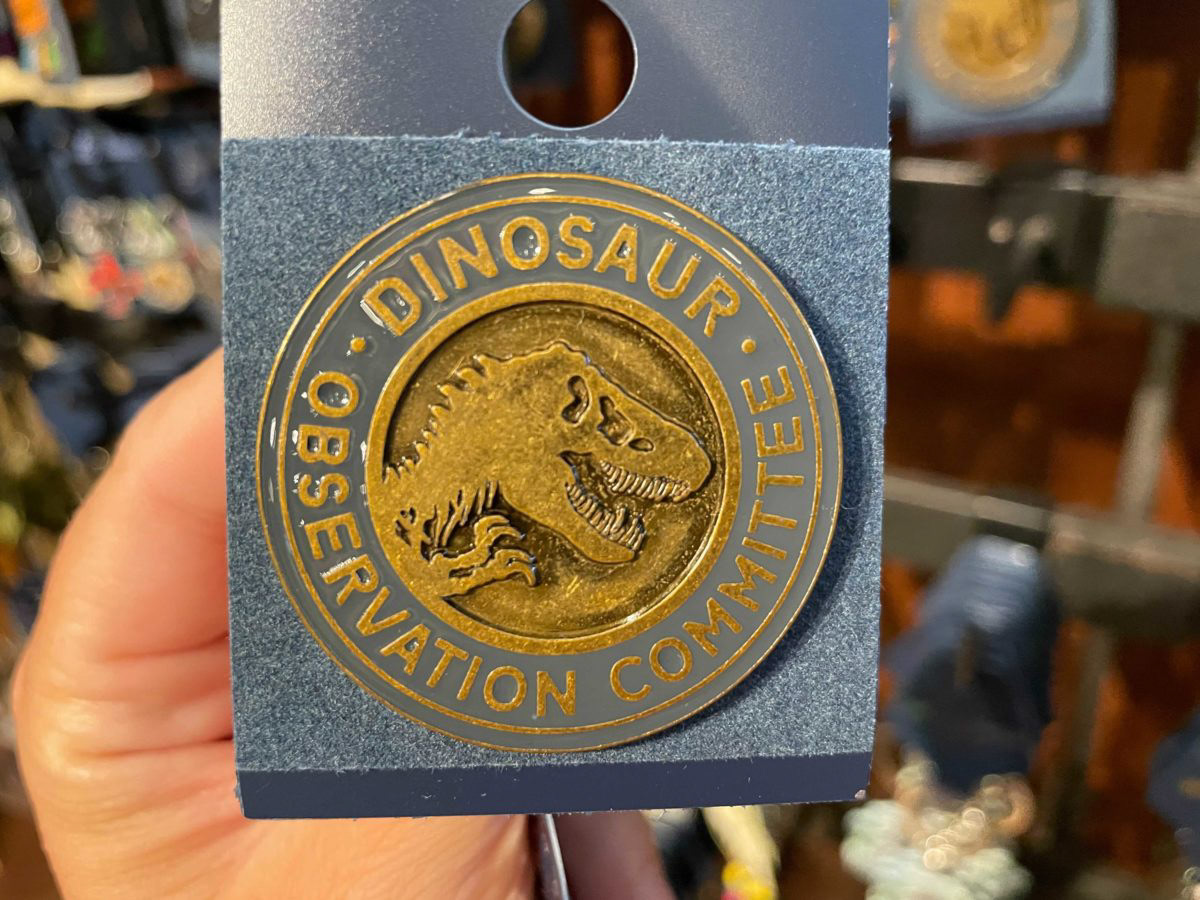 DINOSAUR
OBSERVATION COMMITTEE